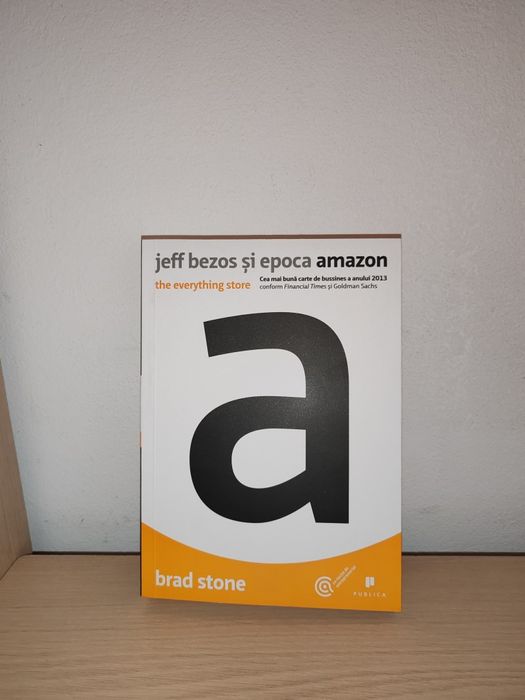 jeff bezos și epoca amazon
the everything store
Cea mai bună carte de bussines a anului 2013
conform Financial Times și Goldman Sachs
a
brad stone
PUBLICA